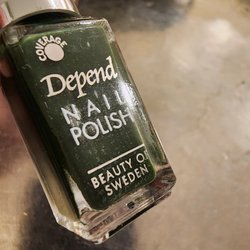 COVERAGE
Depend
NAIL
POLISH
BEAUTY OF
SWEDEN